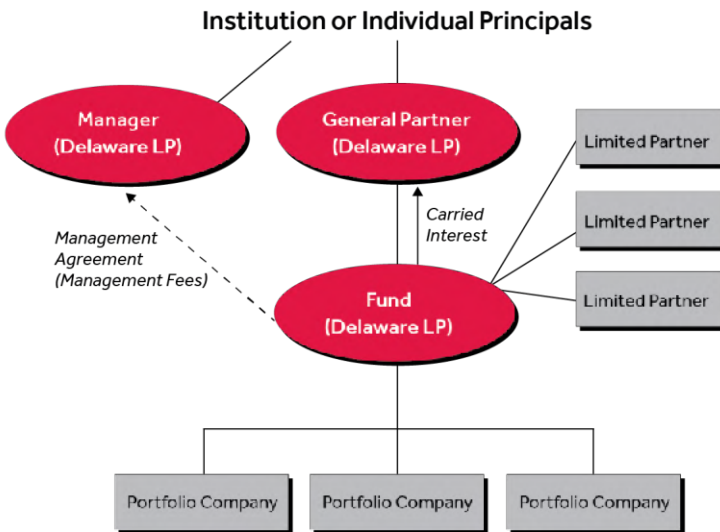 Institution or Individual Principals
Manager
(Delaware LP)
General Partner
(Delaware LP)
Limited Partner
Management
Agreement
(Management Fees)
Carried
Interest
Limited Partner
Fund
(Delaware LP)
Limited Partner
Portfolio Company
Portfolio Company
Portfolio Company